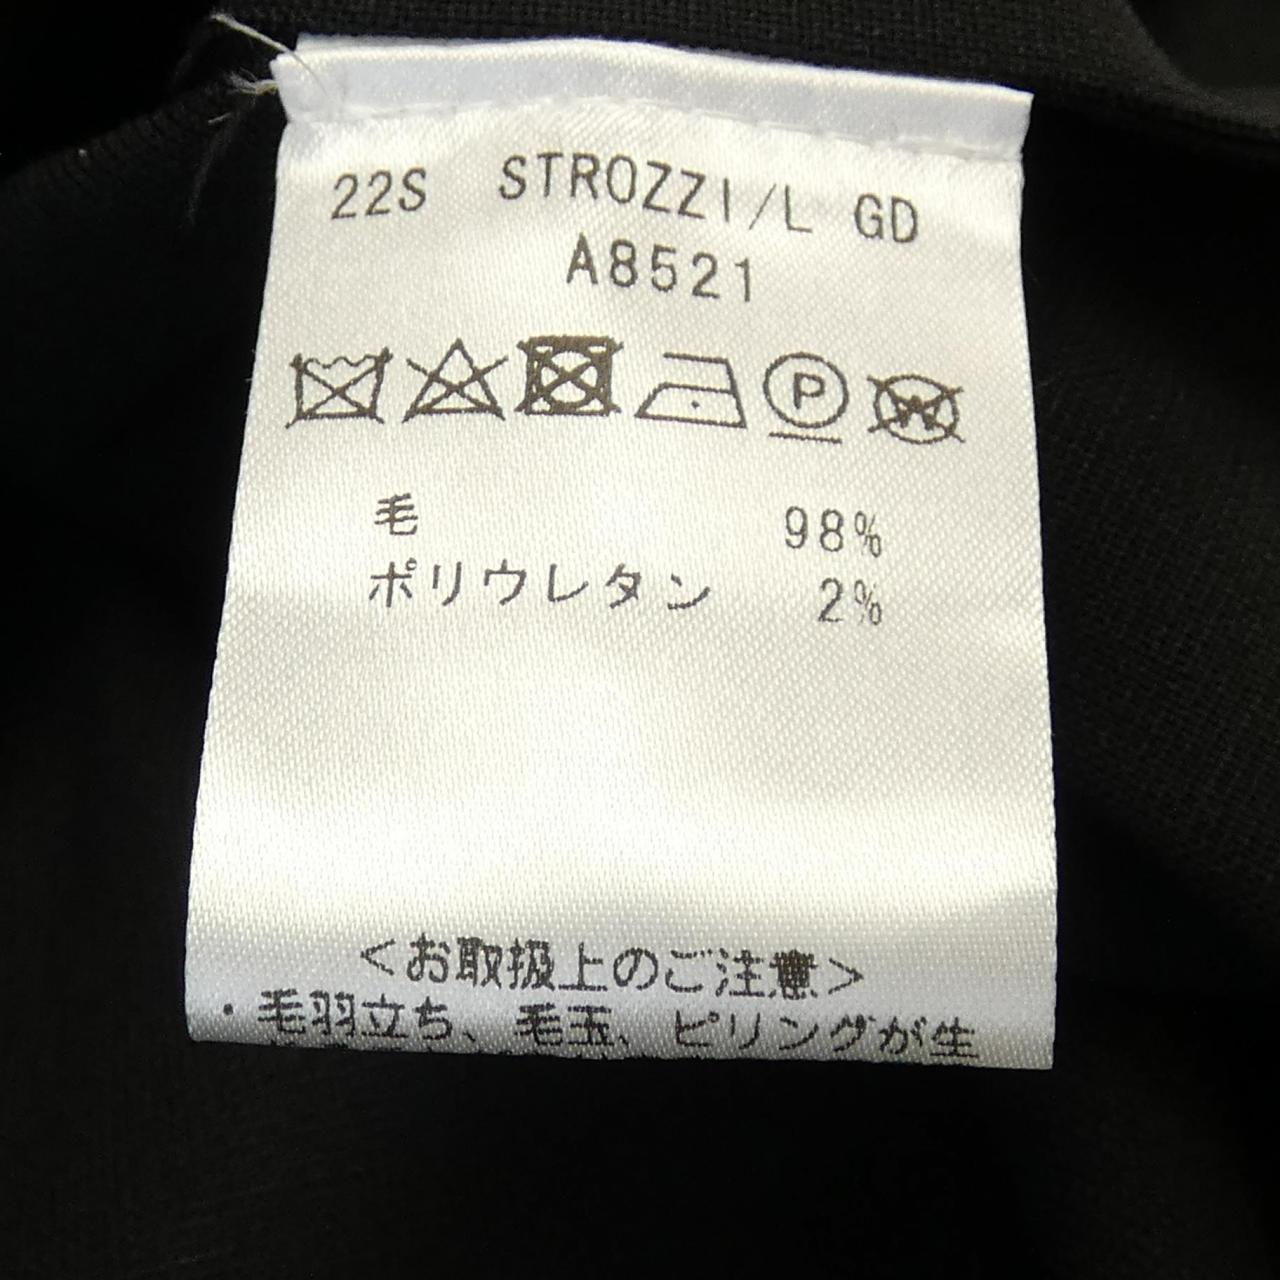 22S STROZZI/L GD
A8521
P
W
毛 98%
ポリウレタン 2%
<お取扱上のご注意>
・毛羽立ち、毛玉、ピリングが生